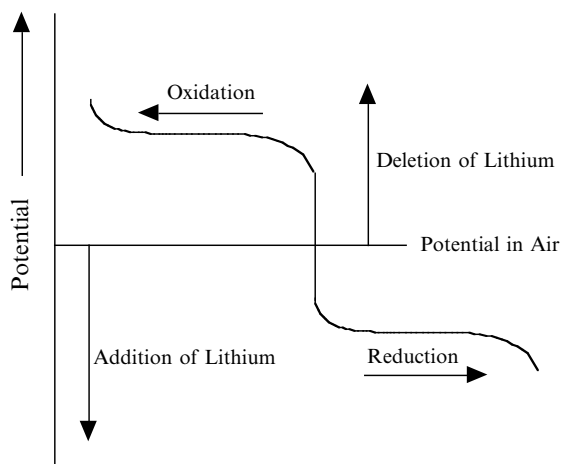 Oxidation
Deletion of Lithium
Potential
Potential in Air
Addition of Lithium
Reduction